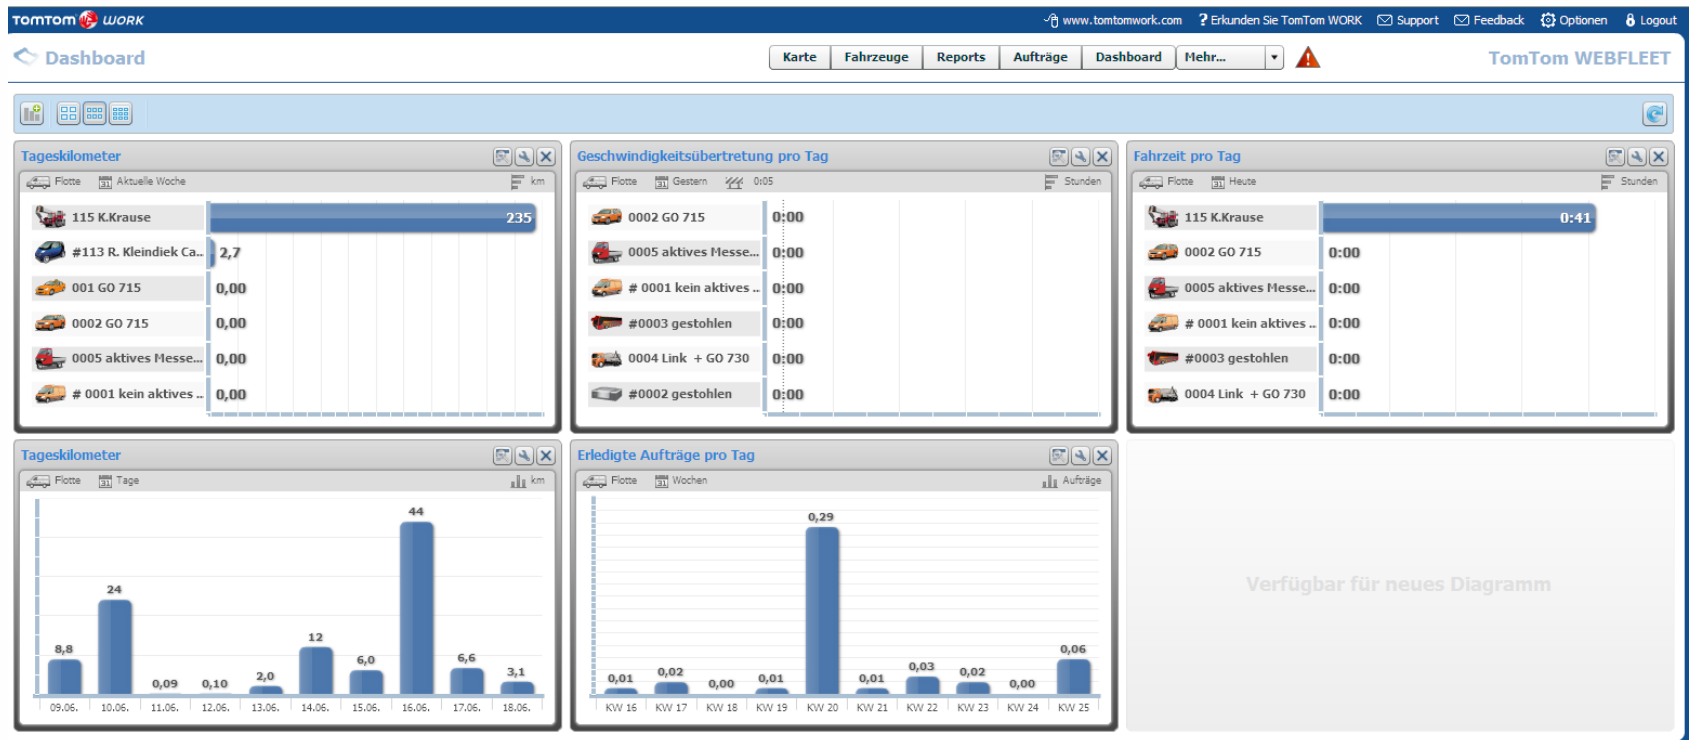 TOMTOM WORK
www.tomtomwork.com ? Erkunden Sie TomTom WORK Support Feedback Optionen Logout
Dashboard
Karte Fahrzeuge Reports Aufträge Dashboard Mehr...
TomTom WEBFLEET
Tageskilometer
Flotte 31 Aktuelle Woche km
115 K.Krause 235
#113 R. Kleindiek Ca.. 2,7
001 GO 715 0,00
0002 GO 715 0,00
0005 aktives Messe... 0,00
# 0001 kein aktives .. 0,00
Geschwindigkeitsübertretung pro Tag
Flotte 31 Gestern 0:05 Stunden
0002 GO 715 0:00
0005 aktives Messe... 0:00
# 0001 kein aktives .. 0:00
#0003 gestohlen 0:00
0004 Link + GO 730 0:00
#0002 gestohlen 0:00
Fahrzeit pro Tag
Flotte 31 Heute Stunden
115 K.Krause 0:41
0002 GO 715 0:00
0005 aktives Messe... 0:00
# 0001 kein aktives .. 0:00
#0003 gestohlen 0:00
0004 Link + GO 730 0:00
Tageskilometer
Flotte 31 Tage km
8,8 24 0,09 0,10 2,0 12 6,0 44 6,6 3,1
09.06. 10.06. 11.06. 12.06. 13.06. 14.06. 15.06. 16.06. 17.06. 18.06.
Erledigte Aufträge pro Tag
Flotte 31 Wochen Aufträge
0,01 0,02 0,00 0,01 0,29 0,01 0,03 0,02 0,00 0,06
KW 16 KW 17 KW 18 KW 19 KW 20 KW 21 KW 22 KW 23 KW 24 KW 25
Verfügbar für neues Diagramm